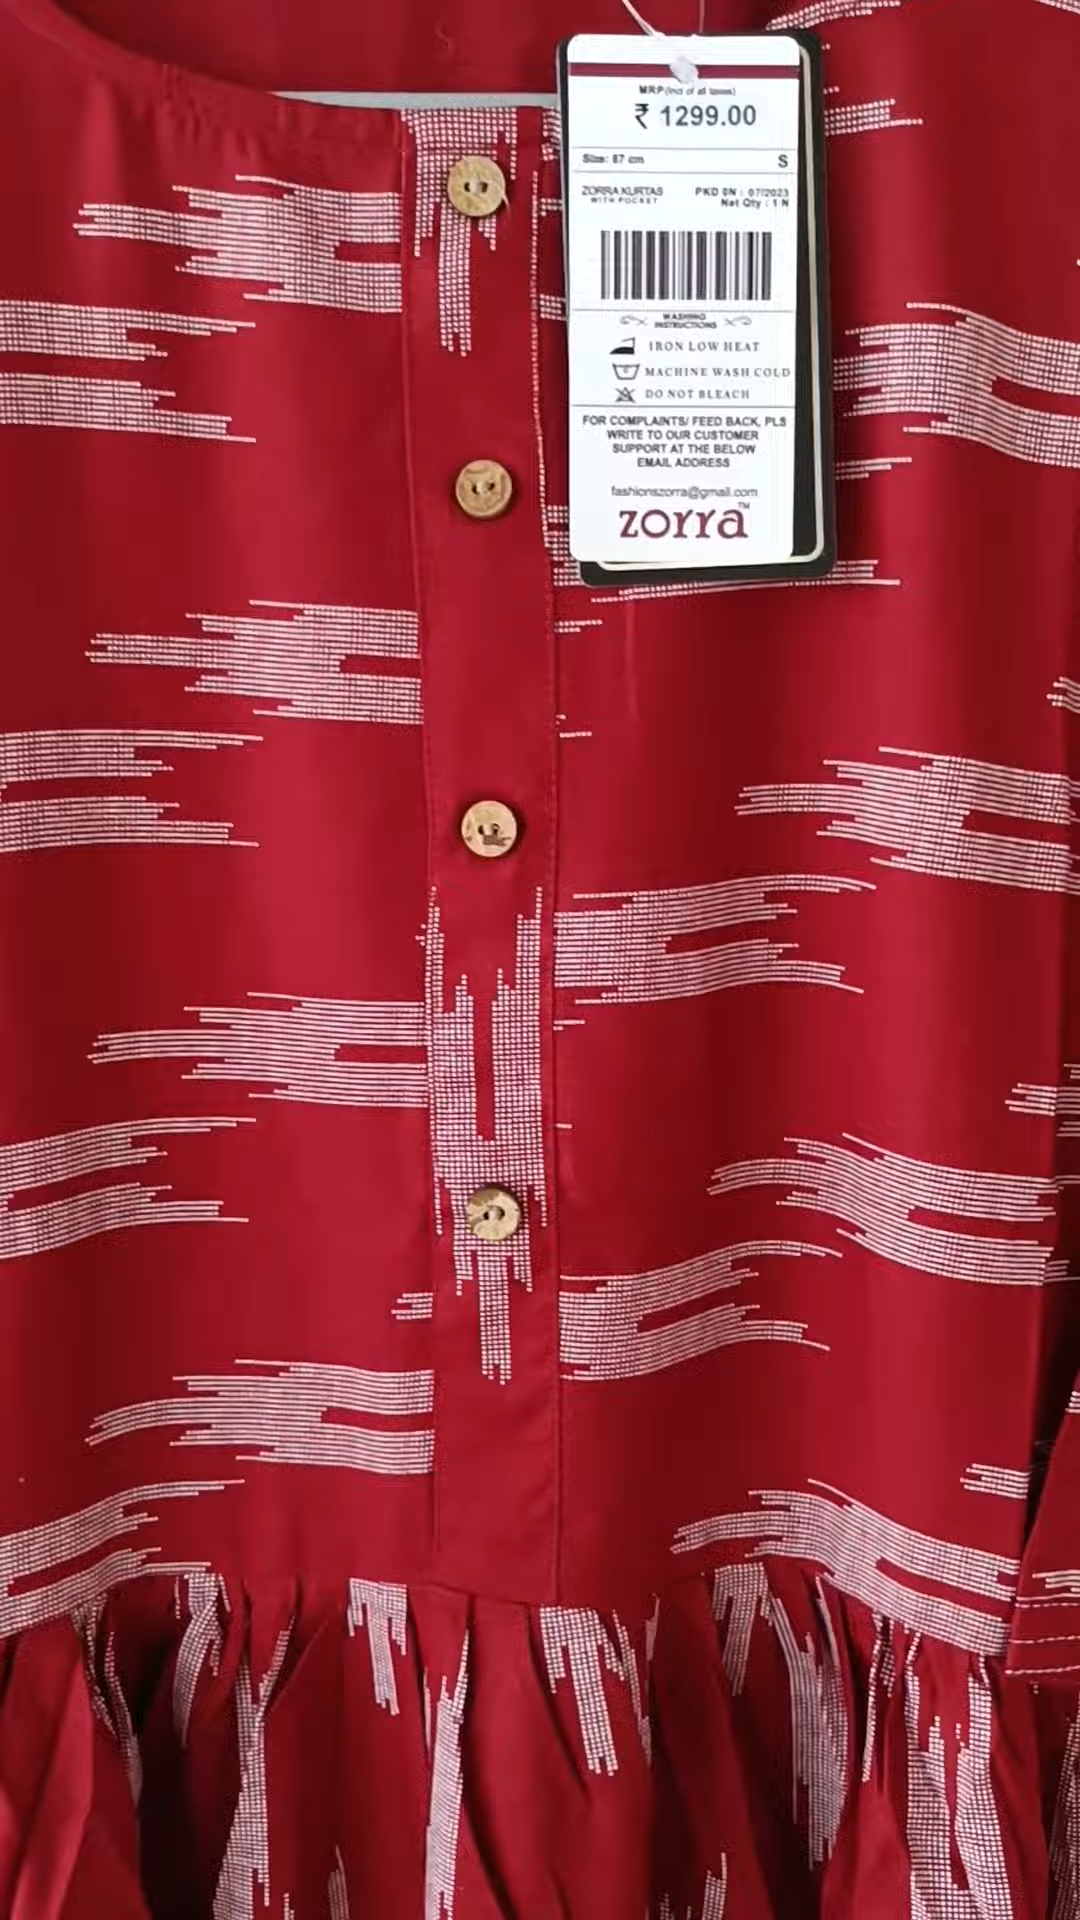 MRP (Incl of all taxes)
₹ 1299.00
Size: 87 cm S
ZORRA KURTAS PKD ON : 07/2023
WITH POCKET Net Qty : 1 N
WASHING
INSTRUCTIONS
IRON LOW HEAT
MACHINE WASH COLD
DO NOT BLEACH
FOR COMPLAINTS/ FEED BACK, PLS
WRITE TO OUR CUSTOMER
SUPPORT AT THE BELOW
EMAIL ADDRESS
fashionszorra@gmail.com
zorra™